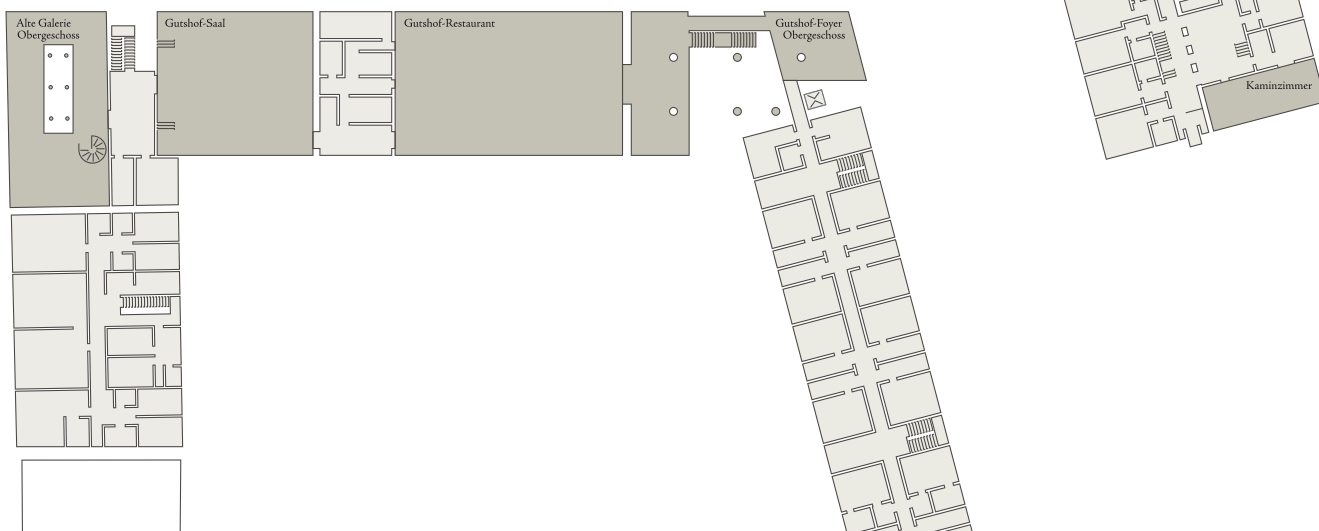 Alte Galerie
Obergeschoss
Gutshof-Saal
Gutshof-Restaurant
Gutshof-Foyer
Obergeschoss
Kaminzimmer